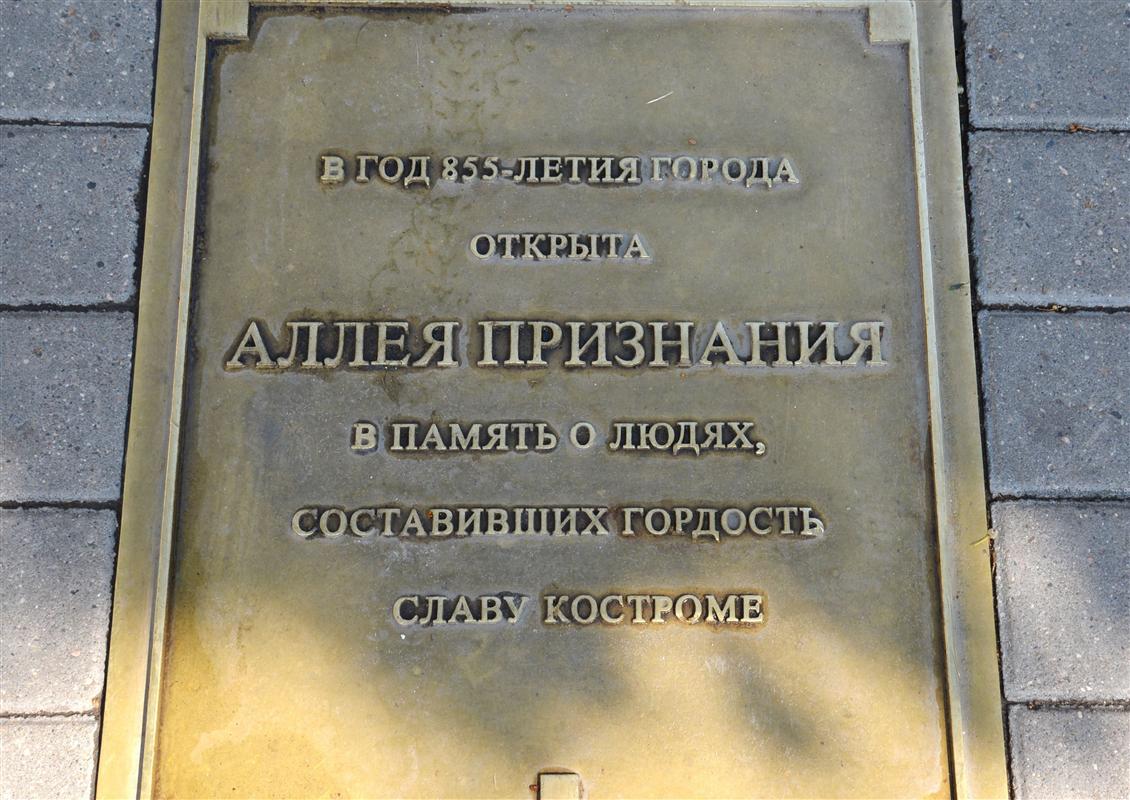 В ГОД 855-ЛЕТИЯ ГОРОДА
ОТКРЫТА
АЛЛЕЯ ПРИЗНАНИЯ
В ПАМЯТЬ О ЛЮДЯХ,
СОСТАВИВШИХ ГОРДОСТЬ
СЛАВУ КОСТРОМЕ